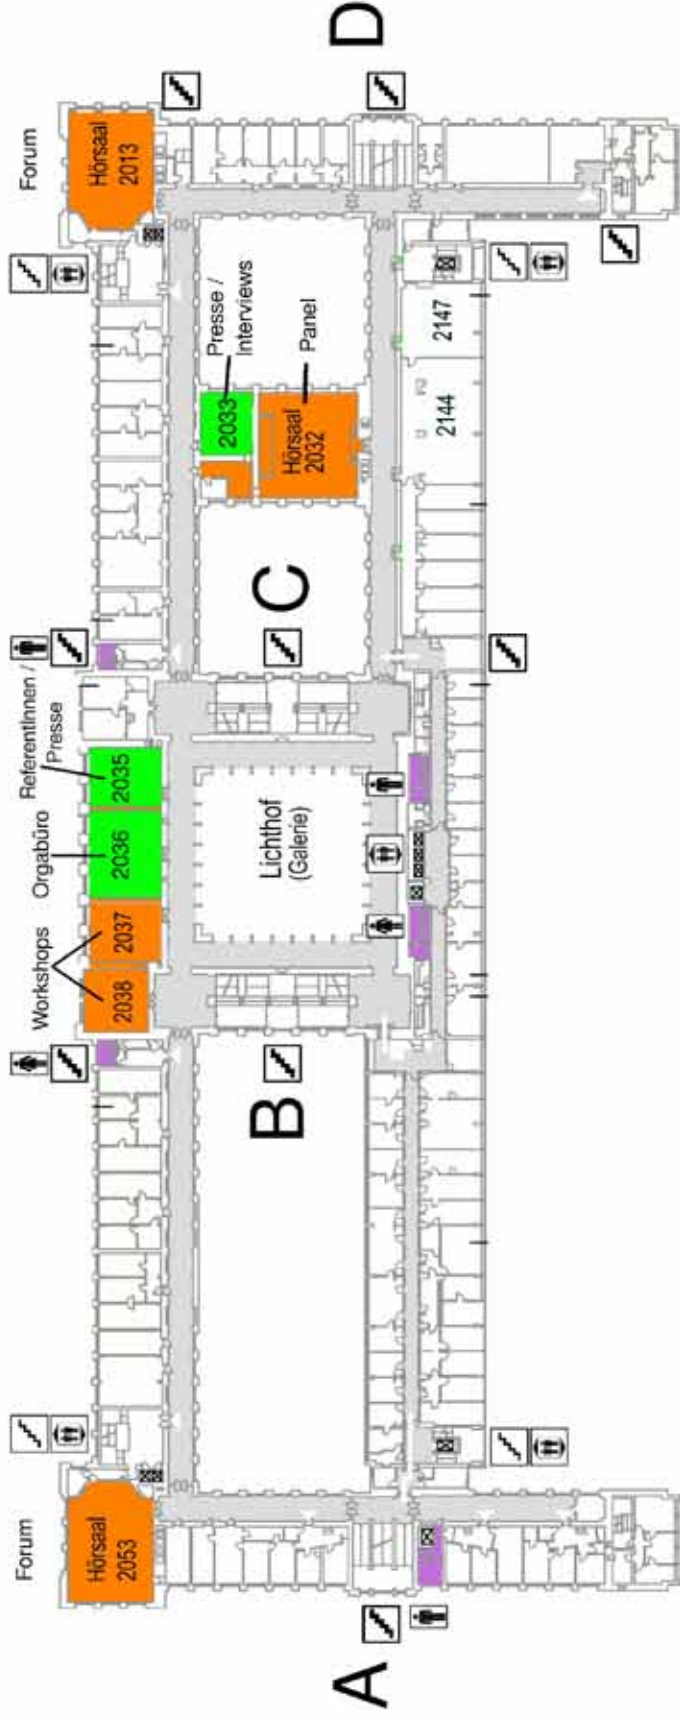 Forum
Workshops
Orgabüro
ReferentInnen /
Presse
Forum
Hörsaal
2053
2038
2037
2036
2035
Hörsaal
2013
Presse /
Interviews
2033
Panel
Hörsaal
2032
Lichthof
(Galerie)
A
B
C
D
2144
2147